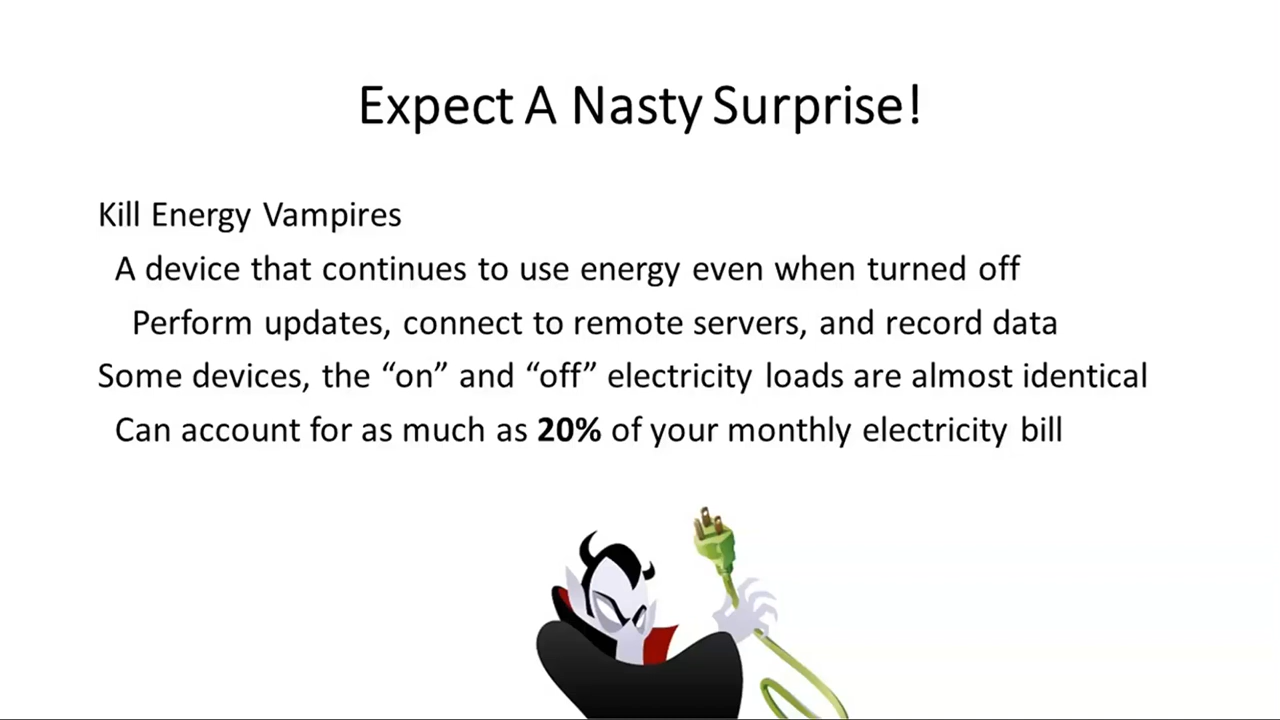 Expect A Nasty Surprise!
Kill Energy Vampires
A device that continues to use energy even when turned off
Perform updates, connect to remote servers, and record data
Some devices, the “on” and “off” electricity loads are almost identical
Can account for as much as 20% of your monthly electricity bill